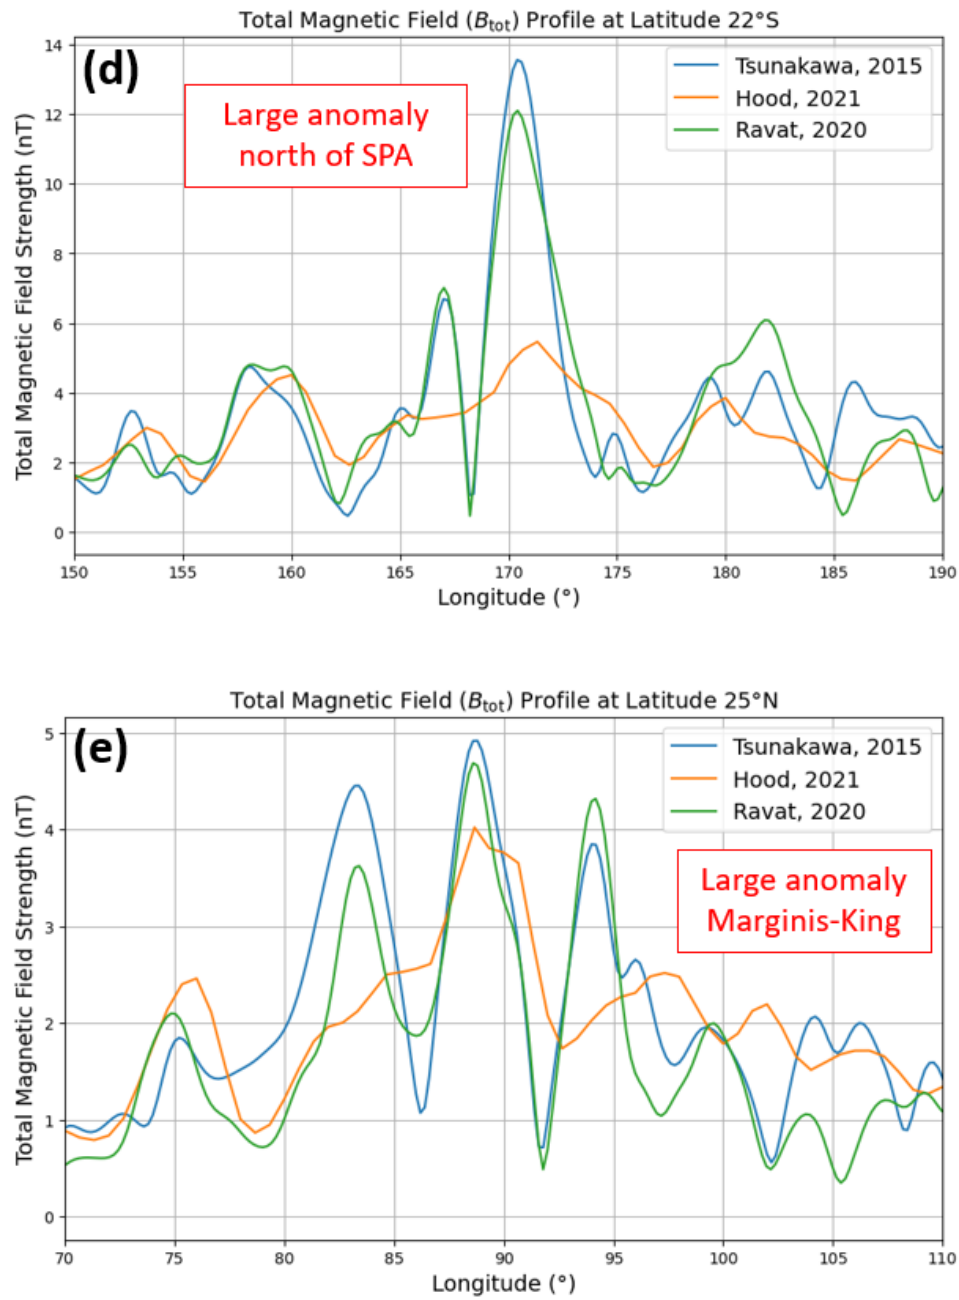 Total Magnetic Field (Btot) Profile at Latitude 22°S
(d)
Large anomaly
north of SPA
Tsunakawa, 2015
Hood, 2021
Ravat, 2020
Total Magnetic Field Strength (nT)
14
12
10
8
6
4
2
0
150 155 160 165 170 175 180 185 190
Longitude (°)
Total Magnetic Field (Btot) Profile at Latitude 25°N
(e)
Tsunakawa, 2015
Hood, 2021
Ravat, 2020
Large anomaly
Marginis-King
Total Magnetic Field Strength (nT)
5
4
3
2
1
0
70 75 80 85 90 95 100 105 110
Longitude (°)